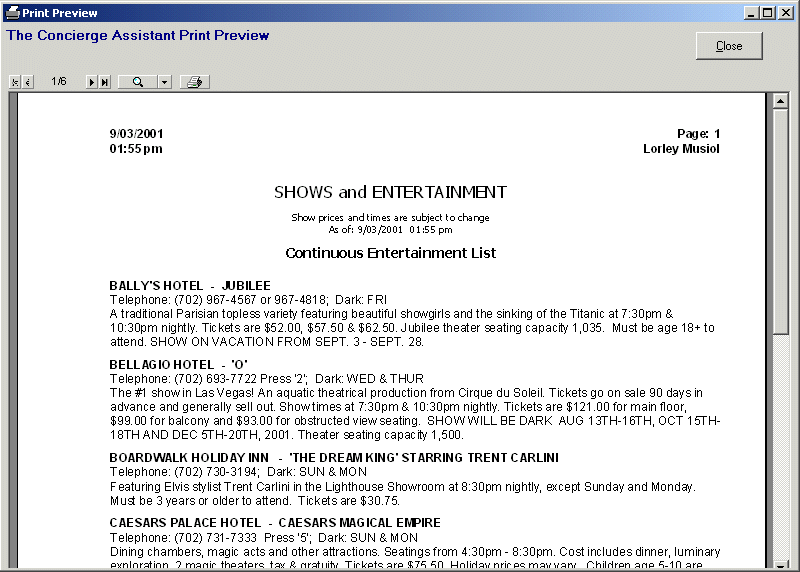 Print Preview
The Concierge Assistant Print Preview
Close
1/6
9/03/2001
Page: 1
01:55 pm
Lorley Musiol
SHOWS and ENTERTAINMENT
Show prices and times are subject to change
As of: 9/03/2001 01:55 pm
Continuous Entertainment List
BALLY'S HOTEL - JUBILEE
Telephone: (702) 967-4567 or 967-4818; Dark: FRI
A traditional Parisian topless variety featuring beautiful showgirls and the sinking of the Titanic at 7:30pm &
10:30pm nightly. Tickets are $52.00, $57.50 & $62.50. Jubilee theater seating capacity 1,035. Must be age 18+ to
attend. SHOW ON VACATION FROM SEPT. 3 - SEPT. 28.
BELLAGIO HOTEL - 'O'
Telephone: (702) 693-7722 Press '2'; Dark: WED & THUR
The #1 show in Las Vegas! An aquatic theatrical production from Cirque du Soleil. Tickets go on sale 90 days in
advance and generally sell out. Showtimes at 7:30pm & 10:30pm nightly. Tickets are $121.00 for main floor,
$99.00 for balcony and $93.00 for obstructed view seating. SHOW WILL BE DARK AUG 13TH-16TH, OCT 15TH-
18TH AND DEC 5TH-20TH, 2001. Theater seating capacity 1,500.
BOARDWALK HOLIDAY INN - 'THE DREAM KING' STARRING TRENT CARLINI
Telephone: (702) 730-3194; Dark: SUN & MON
Featuring Elvis stylist Trent Carlini in the Lighthouse Showroom at 8:30pm nightly, except Sunday and Monday.
Must be 3 years or older to attend. Tickets are $30.75.
CAESARS PALACE HOTEL - CAESARS MAGICAL EMPIRE
Telephone: (702) 731-7333 Press '5'; Dark: SUN & MON
Dining chambers, magic acts and other attractions. Seatings from 4:30pm - 8:30pm. Cost includes dinner, luminary
exploration, 2 magic theaters, tax & gratuity. Tickets are $75.50. Holiday prices may vary. Children age 5-10 are